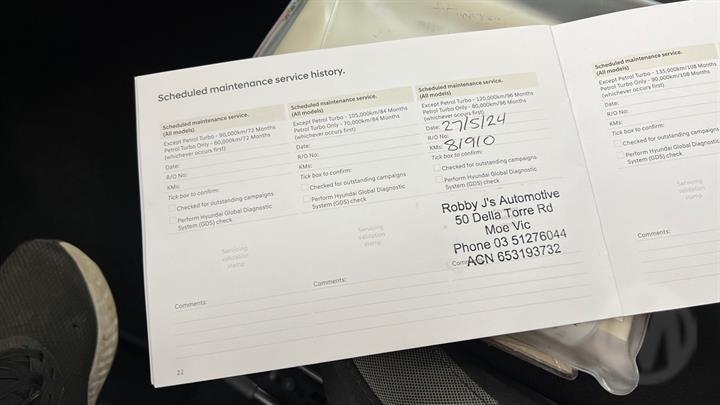 Scheduled maintenance service history.
Scheduled maintenance service.
(All models)
Except Petrol Turbo - 90,000km/72 Months
Petrol Turbo Only - 60,000km/72 Months
(whichever occurs first)
Date:
R/O No:
KMs:
Tick box to confirm:
Checked for outstanding campaigns
Perform Hyundai Global Diagnostic
System (GDS) check
Servicing
validation
stamp
Comments:
22
Scheduled maintenance service.
(All models)
Except Petrol Turbo - 105,000km/84 Months
Petrol Turbo Only - 70,000km/84 Months
(whichever occurs first)
Date:
R/O No:
KMs:
Tick box to confirm:
Checked for outstanding campaigns
Perform Hyundai Global Diagnostic
System (GDS) check
Servicing
validation
stamp
Comments:
Scheduled maintenance service.
(All models)
Except Petrol Turbo - 120,000km/96 Months
Petrol Turbo Only - 80,000km/96 Months
(whichever occurs first)
Date: 27/5/24
R/O No:
KMs: 81910
Tick box to confirm:
Checked for outstanding campaigns
Perform Hyundai Global Diagnostic
System (GDS) check
Robby J's Automotive
50 Della Torre Rd
Moe Vic
Phone 03 51276044
ACN 653193732
Scheduled maintenance service.
(All models)
Except Petrol Turbo - 135,000km/108 Months
Petrol Turbo Only - 90,000km/108 Months
(whichever occurs first)
Date:
R/O No:
KMs:
Tick box to confirm:
Checked for outstanding campaigns
Perform Hyundai Global Diagnostic
System (GDS) check
Servicing
validation
stamp
Comments: